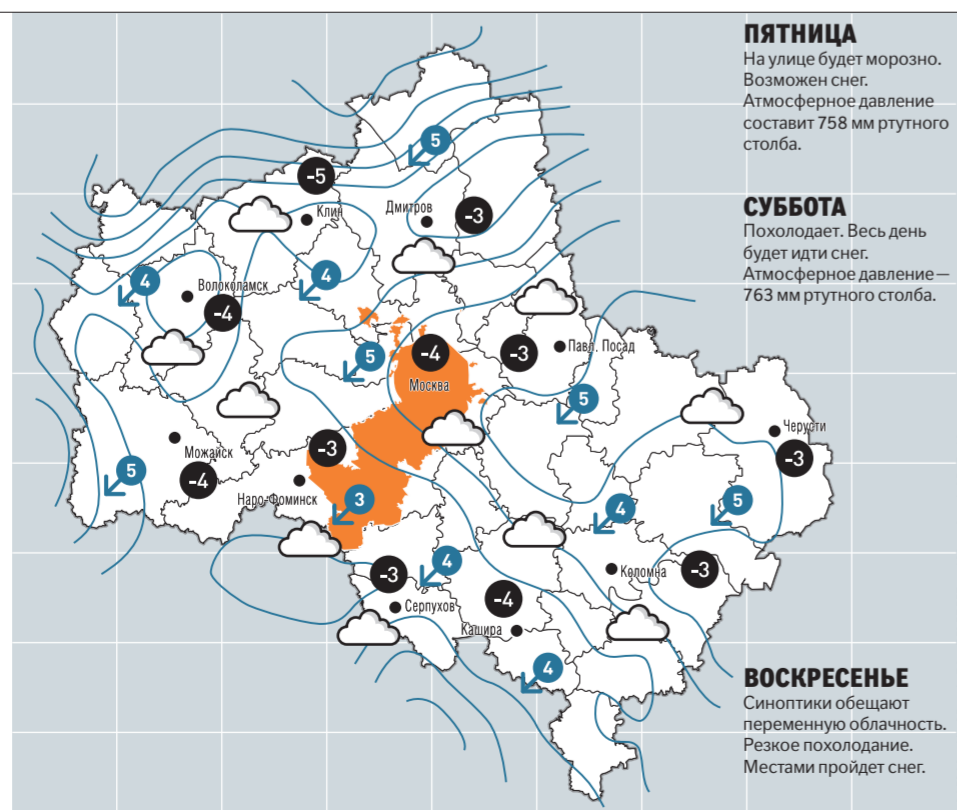 ПЯТНИЦА
На улице будет морозно.
Возможен снег.
Атмосферное давление
составит 758 мм ртутного
столба.
СУББОТА
Похолодает. Весь день
будет идти снег.
Атмосферное давление—
763 мм ртутного столба.
ВОСКРЕСЕНЬЕ
Синоптики обещают
переменную облачность.
Резкое похолодание.
Местами пройдет снег.
5
-5
Клин
Дмитров
-3
4
Волоколамск
4
-4
5
-4
Москва
-3
Павл. Посад
5
Черусти
-3
Можайск
-4
5
-3
Наро-Фоминск
3
4
5
-3
Серпухов
4
-4
Кашира
Коломна
-3
4